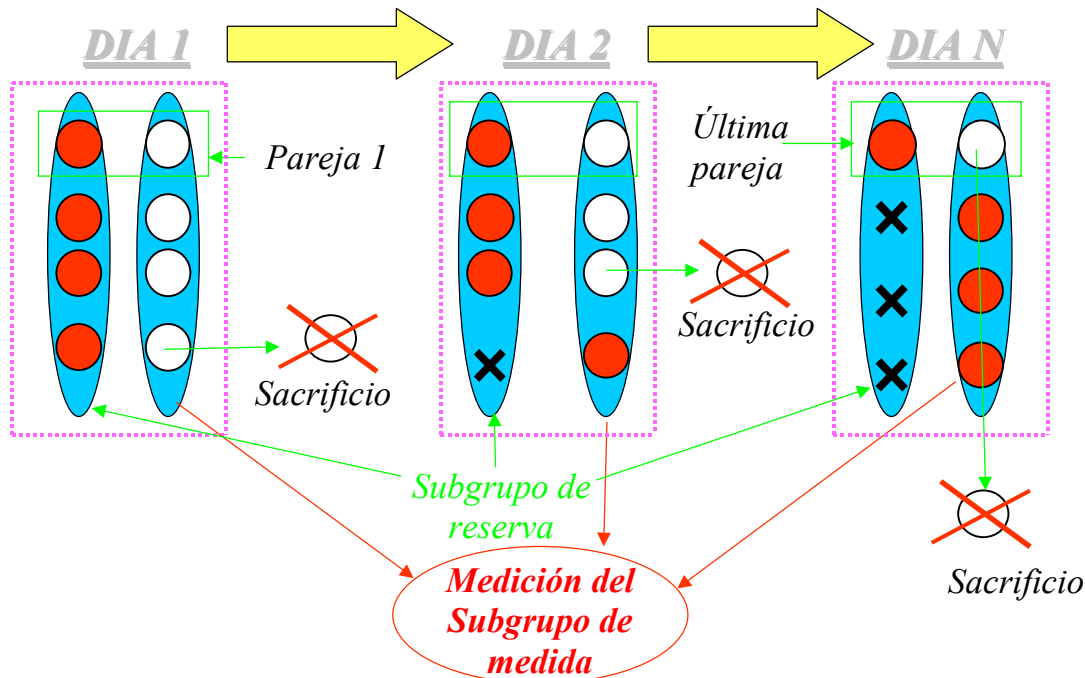 DIA 1
DIA 2
DIA N
Pareja 1
Última
pareja
Sacrificio
Sacrificio
Subgrupo de
reserva
Sacrificio
Medición del
Subgrupo de
medida